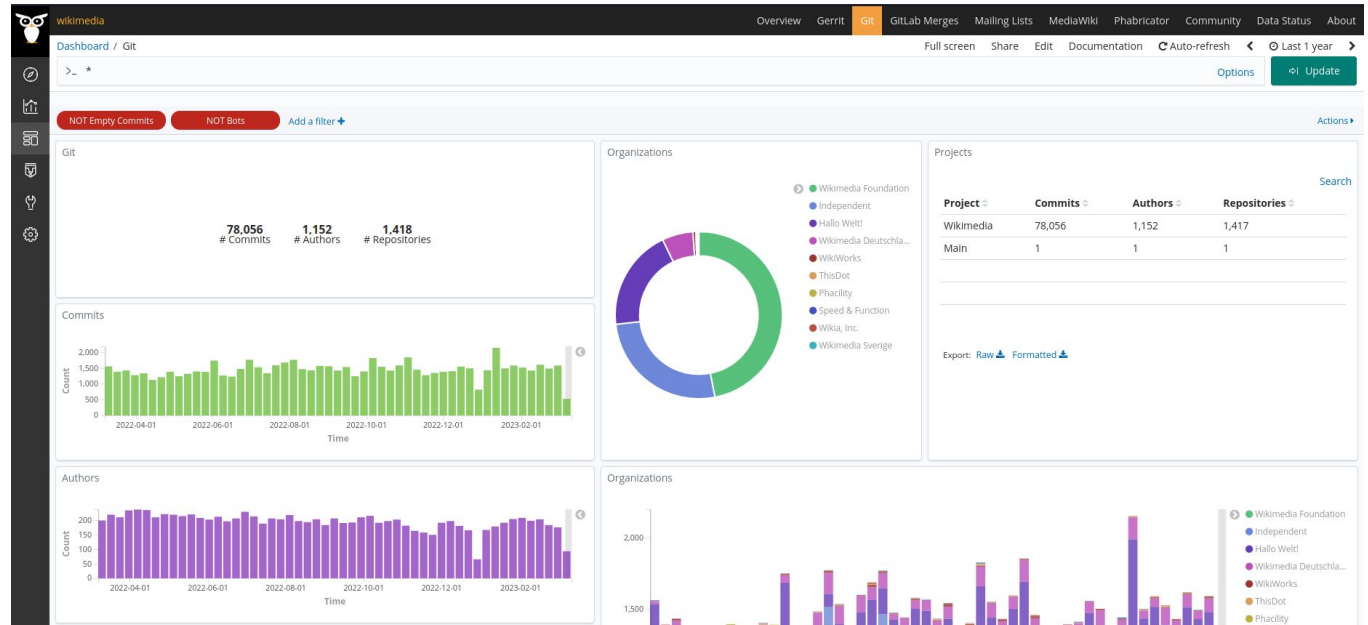 wikimedia
Overview Gerrit Git GitLab Merges Mailing Lists MediaWiki Phabricator Community Data Status About
Dashboard / Git
Full screen Share Edit Documentation Auto-refresh Last 1 year
>_ *
Options
Update
NOT Empty Commits NOT Bots Add a filter +
Actions
Git
78,056 1,152 1,418
# Commits # Authors # Repositories
Organizations
Wikimedia Foundation
Independent
Hallo Welt!
Wikimedia Deutschla...
WikiWorks
ThisDot
Phacility
Speed & Function
Wikia, Inc.
Wikimedia Sverige
Projects
Search
Project Commits Authors Repositories
Wikimedia 78,056 1,152 1,417
Main 1 1 1
Export: Raw Formatted
Commits
2,000
1,500
1,000
500
0
Count
2022-04-01 2022-06-01 2022-08-01 2022-10-01 2022-12-01 2023-02-01
Time
Authors
200
150
100
50
0
Count
2022-04-01 2022-06-01 2022-08-01 2022-10-01 2022-12-01 2023-02-01
Time
Organizations
2,000
1,500
Wikimedia Foundation
Independent
Hallo Welt!
Wikimedia Deutschla...
WikiWorks
ThisDot
Phacility